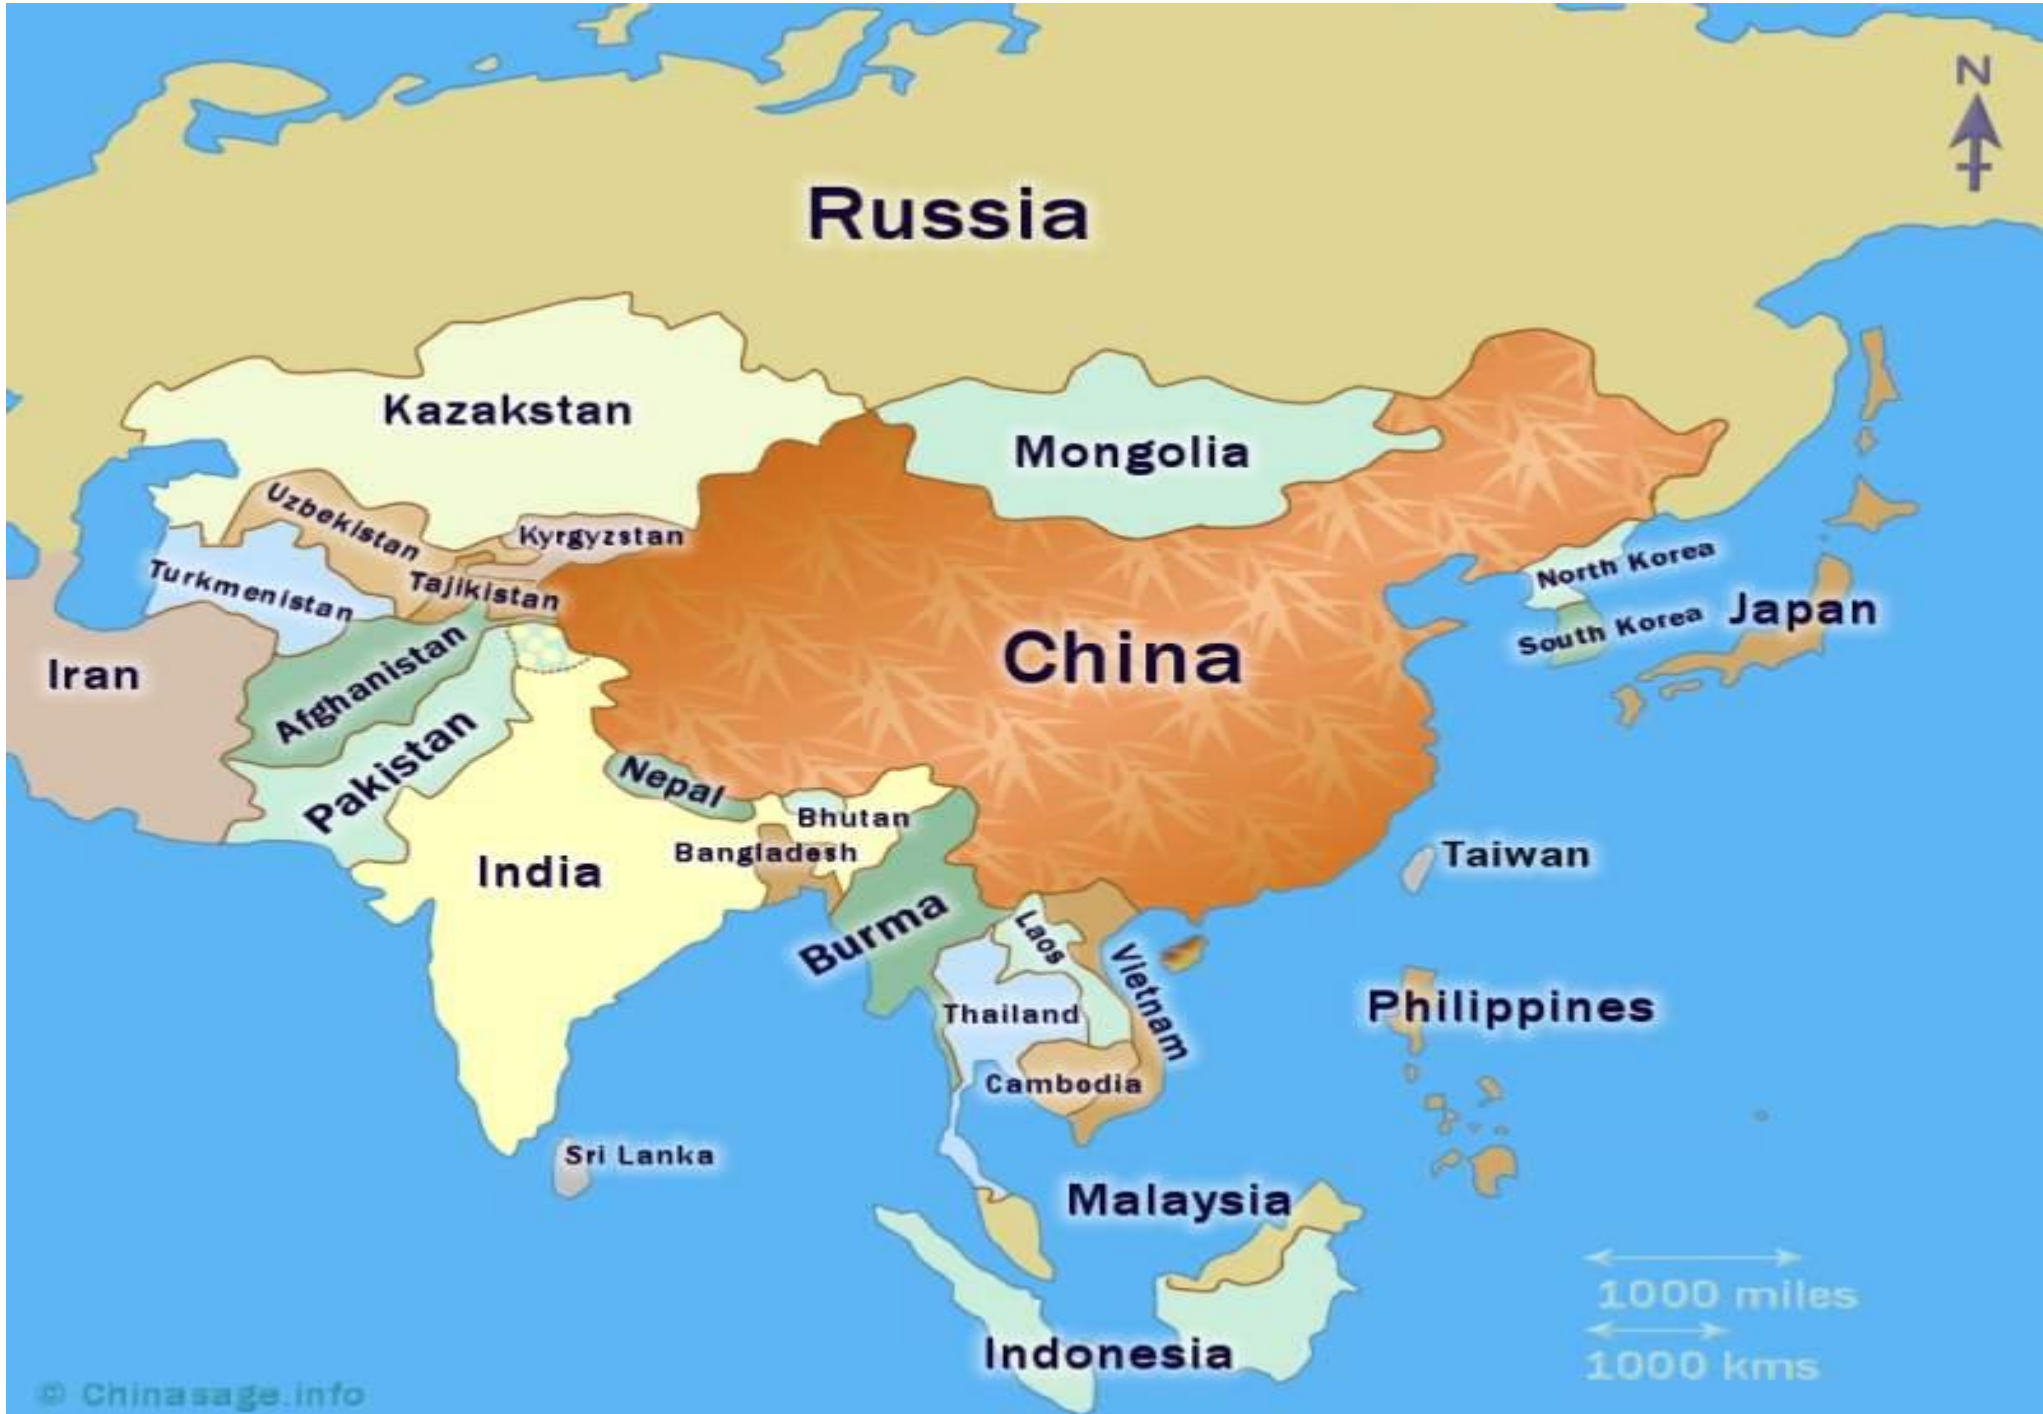 N
Russia
Kazakstan
Mongolia
Uzbekistan
Kyrgyzstan
Turkmenistan
Tajikistan
North Korea
Japan
South Korea
China
Iran
Afghanistan
Pakistan
Nepal
Bhutan
Bangladesh
India
Taiwan
Burma
Laos
Vietnam
Philippines
Thailand
Cambodia
Sri Lanka
Malaysia
1000 miles
Indonesia
1000 kms
© Chinasage.info